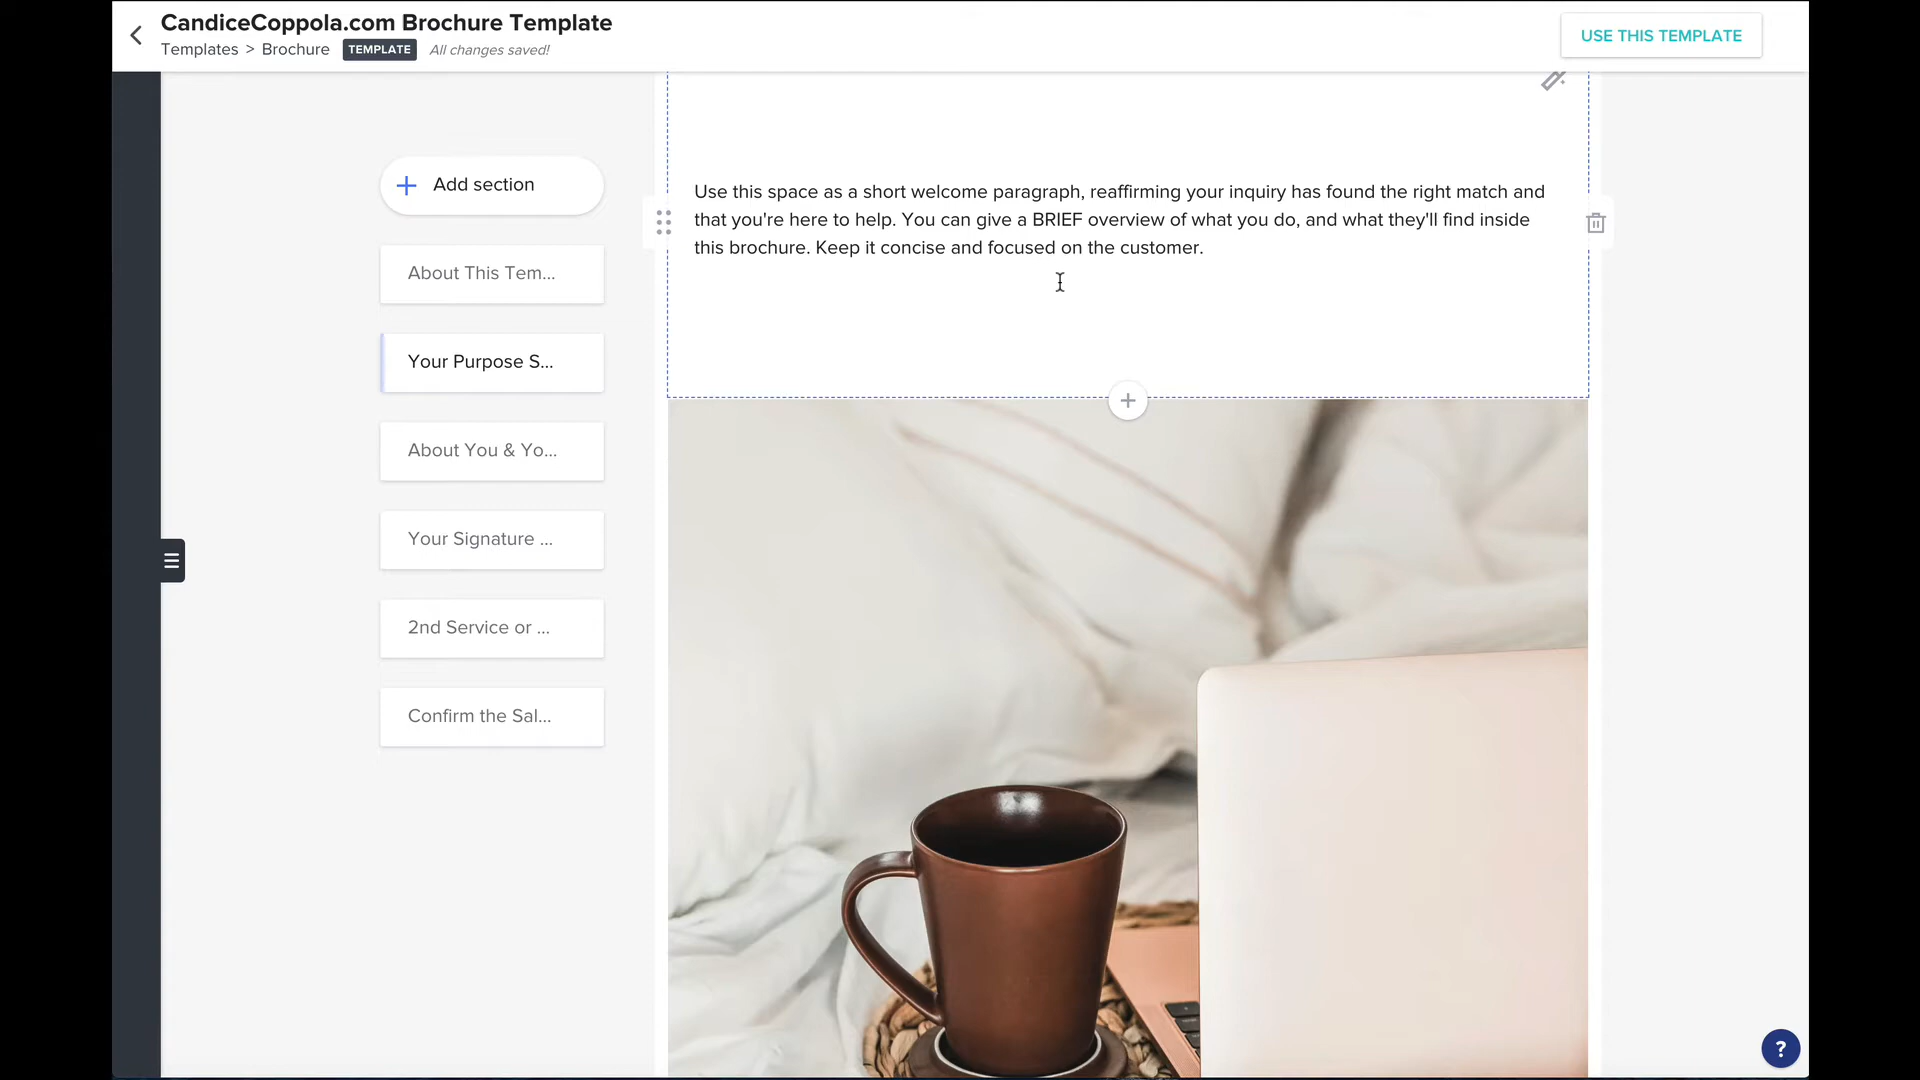 CandiceCoppola.com Brochure Template
Templates > Brochure TEMPLATE All changes saved!
USE THIS TEMPLATE
Add section
About This Tem...
Your Purpose S...
About You & Yo...
Your Signature ...
2nd Service or ...
Confirm the Sal...
Use this space as a short welcome paragraph, reaffirming your inquiry has found the right match and
that you're here to help. You can give a BRIEF overview of what you do, and what they'll find inside
this brochure. Keep it concise and focused on the customer.
?